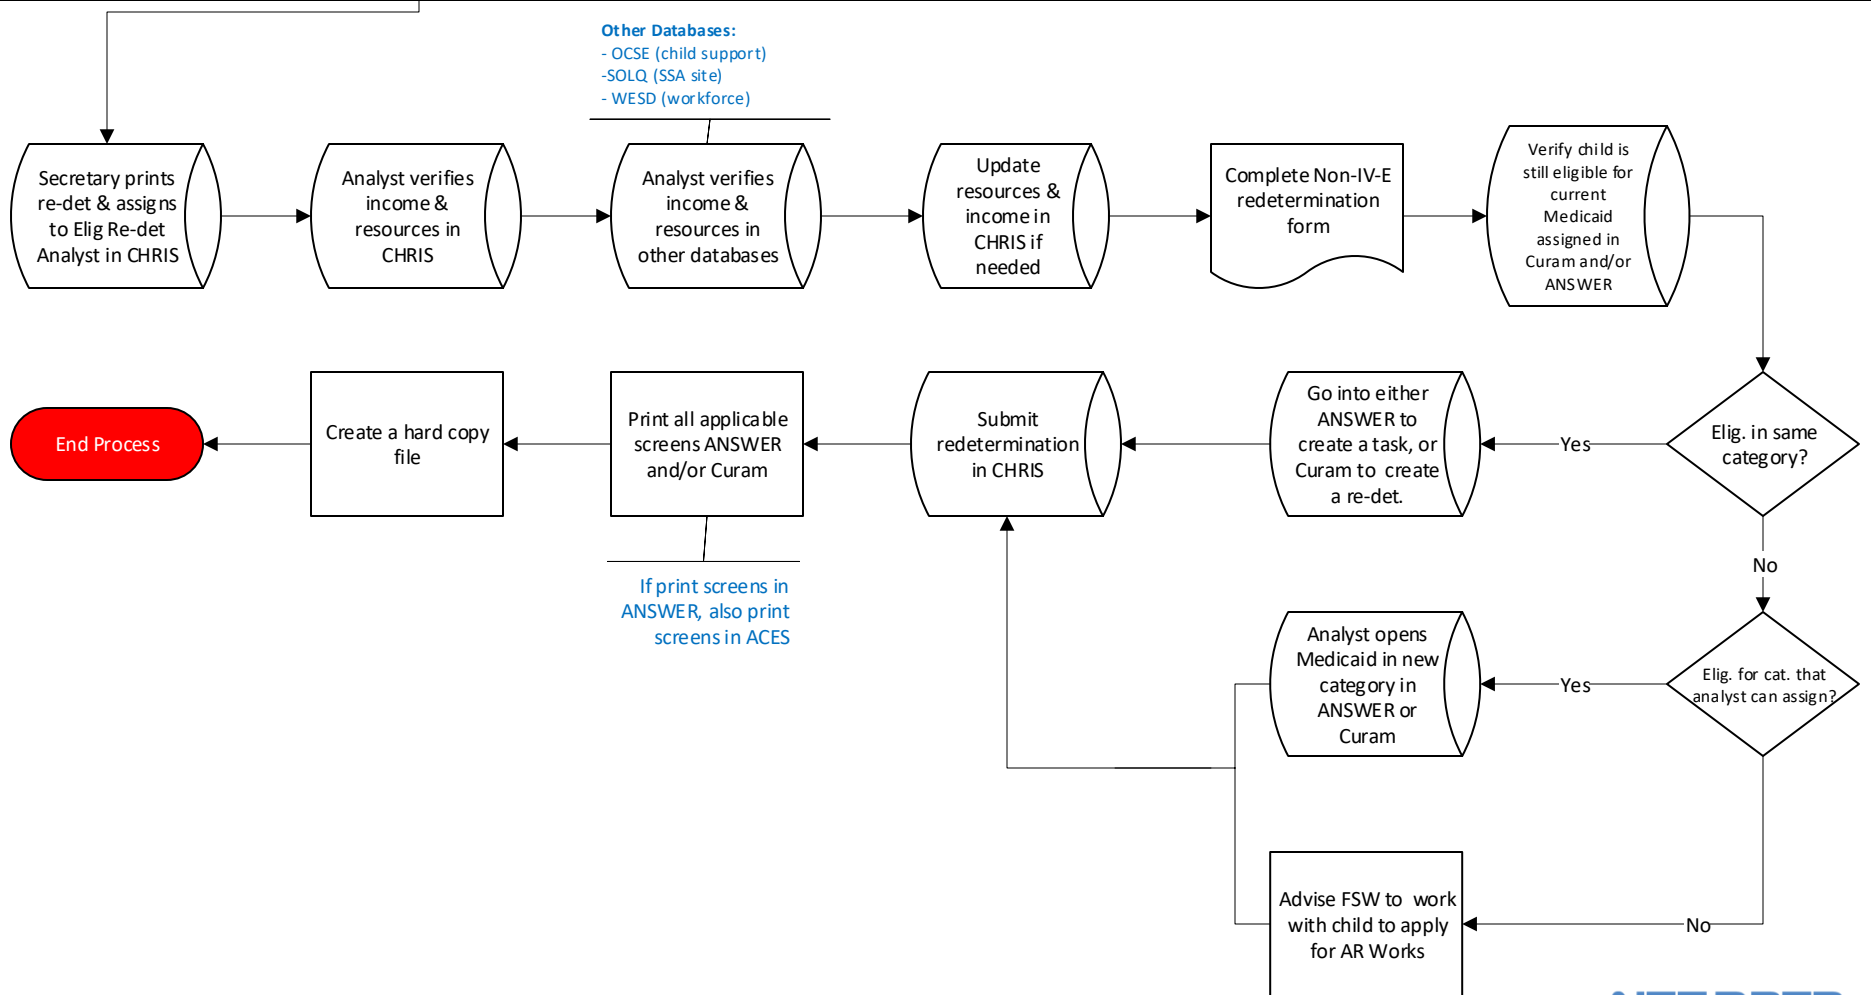 Other Databases:
- OCSE (child support)
-SOLQ (SSA site)
- WESD (workforce)
Secretary prints
re-det & assigns
to Elig Re-det
Analyst in CHRIS
Analyst verifies
income &
resources in
CHRIS
Analyst verifies
income &
resources in
other databases
Update
resources &
income in
CHRIS if
needed
Complete Non-IV-E
redetermination
form
Verify child is
still eligible for
current
Medicaid
assigned in
Curam and/or
ANSWER
End Process
Create a hard copy
file
Print all applicable
screens ANSWER
and/or Curam
Submit
redetermination
in CHRIS
Go into either
ANSWER to
create a task, or
Curam to create
a re-det.
Yes
Elig. in same
category?
No
If print screens in
ANSWER, also print
screens in ACES
Analyst opens
Medicaid in new
category in
ANSWER or
Curam
Yes
Elig. for cat. that
analyst can assign?
Advise FSW to work
with child to apply
for AR Works
No